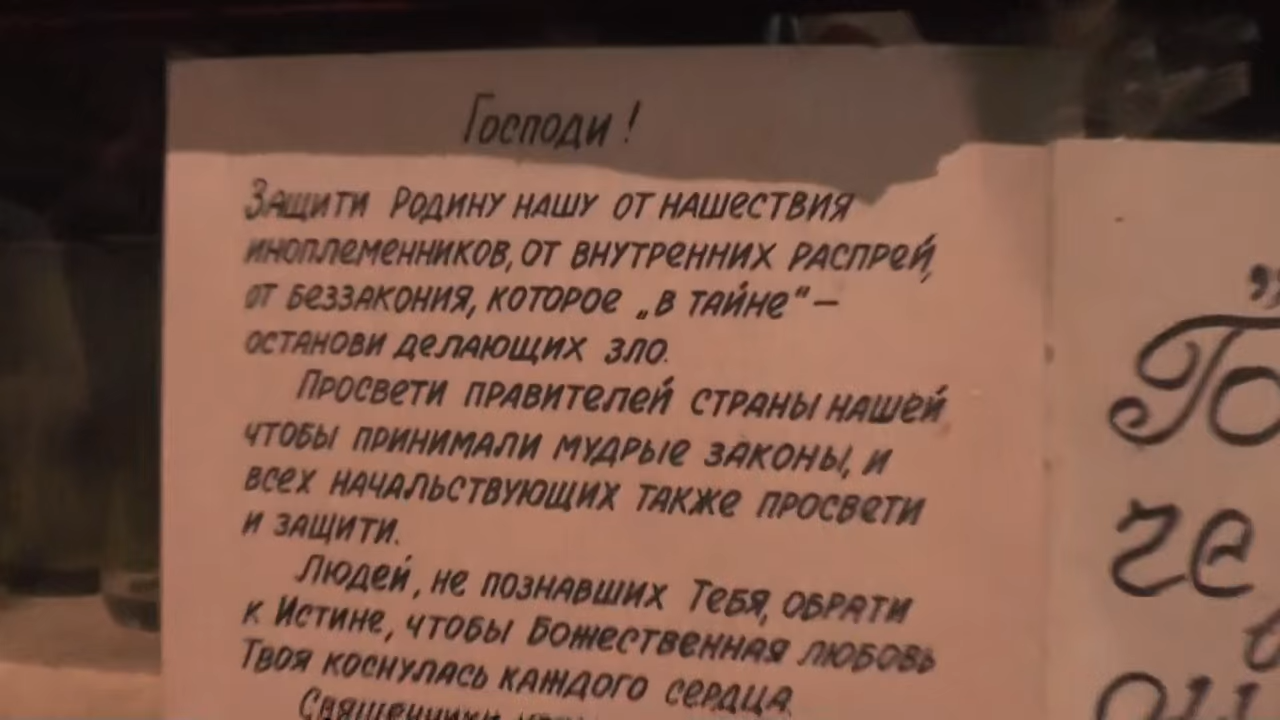 Господи!
Защити Родину нашу от нашествия
иноплеменников, от внутренних распрей,
от беззакония, которое „в тайне“ –
останови делающих зло.
Просвети правителей страны нашей,
чтобы принимали мудрые законы, и
всех начальствующих также просвети
и защити.
Людей, не познавших Тебя, обрати
к Истине, чтобы Божественная любовь
Твоя коснулась каждого сердца.
Священники